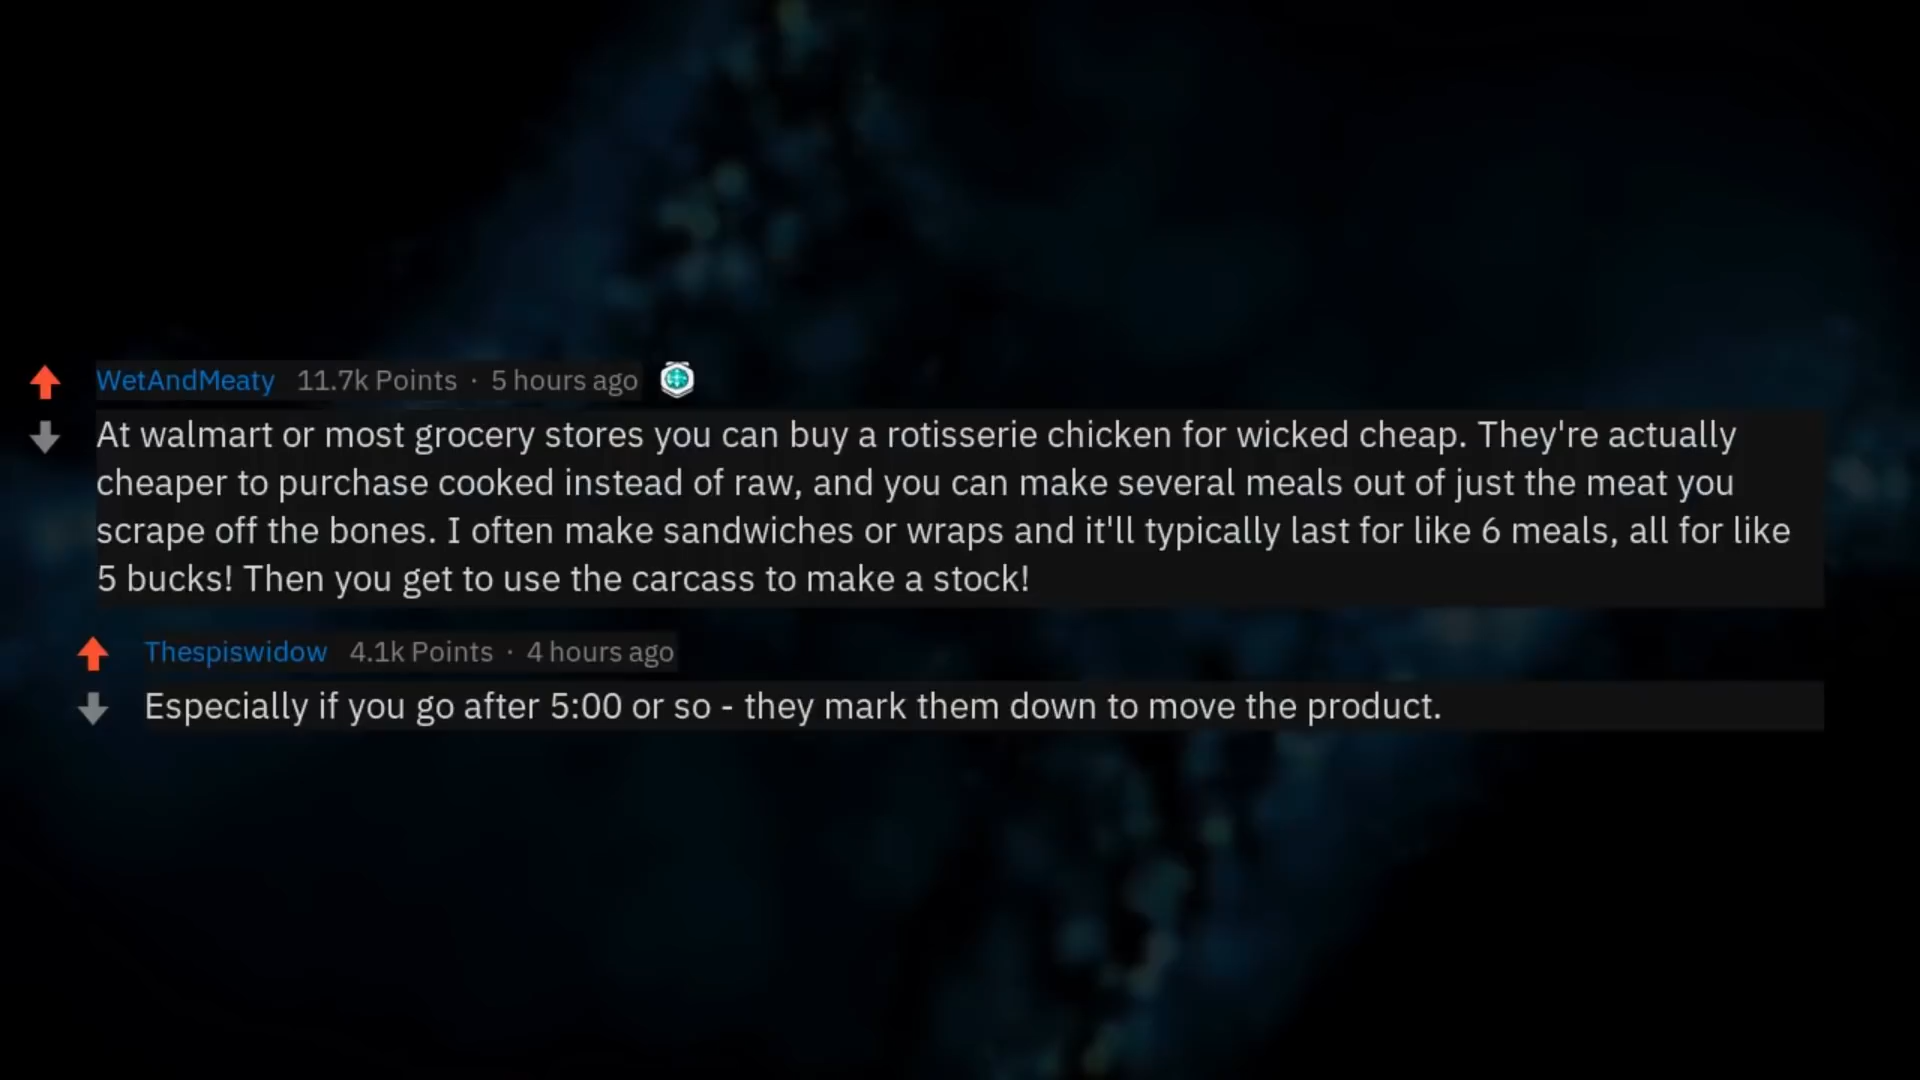 WetAndMeaty 11.7k Points · 5 hours ago
At walmart or most grocery stores you can buy a rotisserie chicken for wicked cheap. They're actually
cheaper to purchase cooked instead of raw, and you can make several meals out of just the meat you
scrape off the bones. I often make sandwiches or wraps and it'll typically last for like 6 meals, all for like
5 bucks! Then you get to use the carcass to make a stock!
Thespiswidow 4.1k Points · 4 hours ago
Especially if you go after 5:00 or so - they mark them down to move the product.